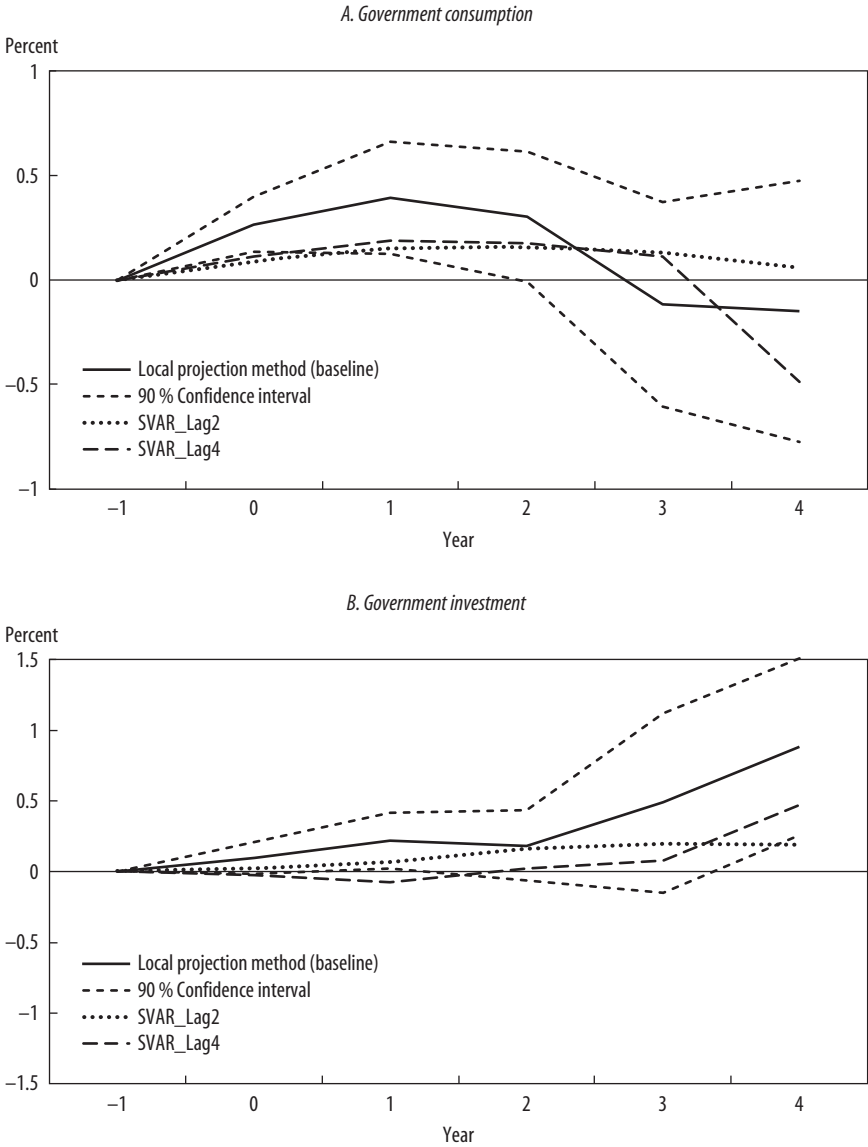 A. Government consumption
Percent
1
0.5
0
−0.5
−1
Local projection method (baseline)
90 % Confidence interval
SVAR_Lag2
SVAR_Lag4
−1 0 1 2 3 4
Year
B. Government investment
Percent
1.5
1
0.5
0
−0.5
−1
−1.5
Local projection method (baseline)
90 % Confidence interval
SVAR_Lag2
SVAR_Lag4
−1 0 1 2 3 4
Year